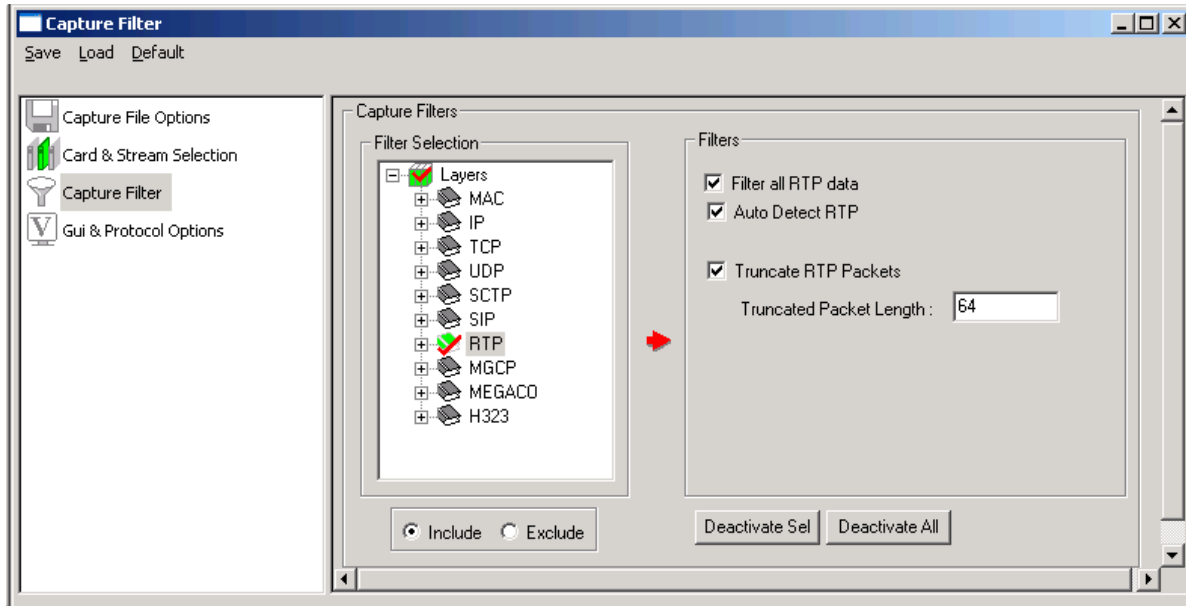 Capture Filter
Save Load Default
Capture File Options
Card & Stream Selection
Capture Filter
Gui & Protocol Options
Capture Filters
Filter Selection
Layers
MAC
IP
TCP
UDP
SCTP
SIP
RTP
MGCP
MEGACO
H323
Include Exclude
Filters
Filter all RTP data
Auto Detect RTP
Truncate RTP Packets
Truncated Packet Length : 64
Deactivate Sel Deactivate All